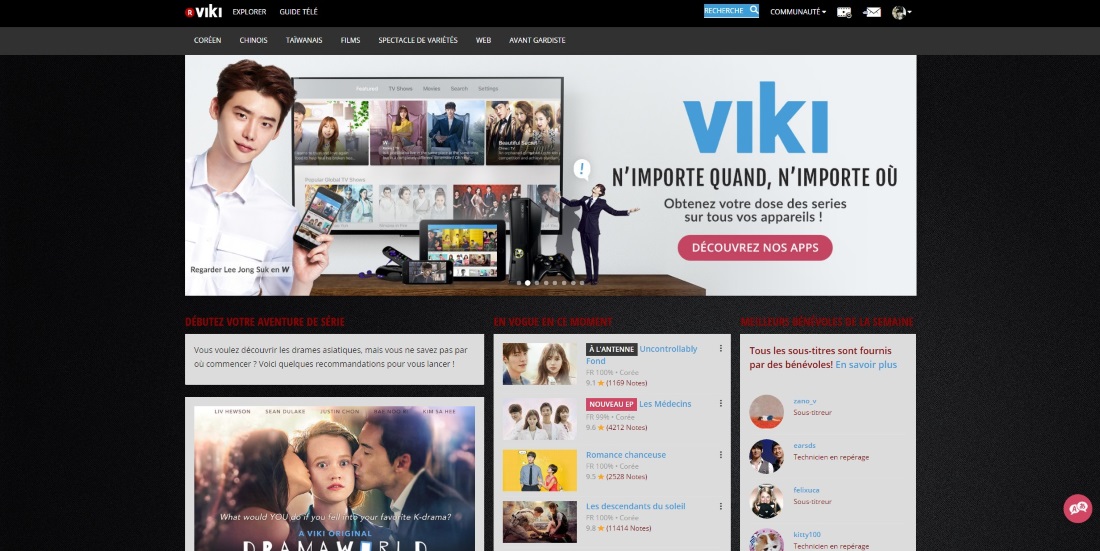 R VIKI EXPLORER GUIDE TÉLÉ RECHERCHE COMMUNAUTÉ
CORÉEN CHINOIS TAÏWANAIS FILMS SPECTACLE DE VARIÉTÉS WEB AVANT GARDISTE
Featured TV Shows Movies Search Settings
W
Beautiful Secret
Popular Global TV Shows
Regarder Lee Jong Suk en W
!
VIKI
N'IMPORTE QUAND, N'IMPORTE OÙ
Obtenez votre dose des series
sur tous vos appareils !
DÉCOUVREZ NOS APPS
DÉBUTEZ VOTRE AVENTURE DE SÉRIE
Vous voulez découvrir les drames asiatiques, mais vous ne savez pas par
où commencer ? Voici quelques recommandations pour vous lancer !
LIV HEWSON SEAN DULAKE JUSTIN CHON BAE NOO RI KIM SA HEE
What would YOU do if you fell into your favorite K-drama?
A VIKI ORIGINAL
DRAMAWORLD
EN VOGUE EN CE MOMENT
À L'ANTENNE Uncontrollably
Fond
FR 100% • Corée
9.1 ★ (1169 Notes)
NOUVEAU EP Les Médecins
FR 99% • Corée
9.6 ★ (4212 Notes)
Romance chanceuse
FR 100% • Corée
9.5 ★ (2528 Notes)
Les descendants du soleil
FR 100% • Corée
9.8 ★ (11414 Notes)
MEILLEURS BÉNÉVOLES DE LA SEMAINE
Tous les sous-titres sont fournis
par des bénévoles! En savoir plus
zano_v
Sous-titreur
earsds
Technicien en repérage
felixuca
Sous-titreur
kitty100
Technicien en repérage